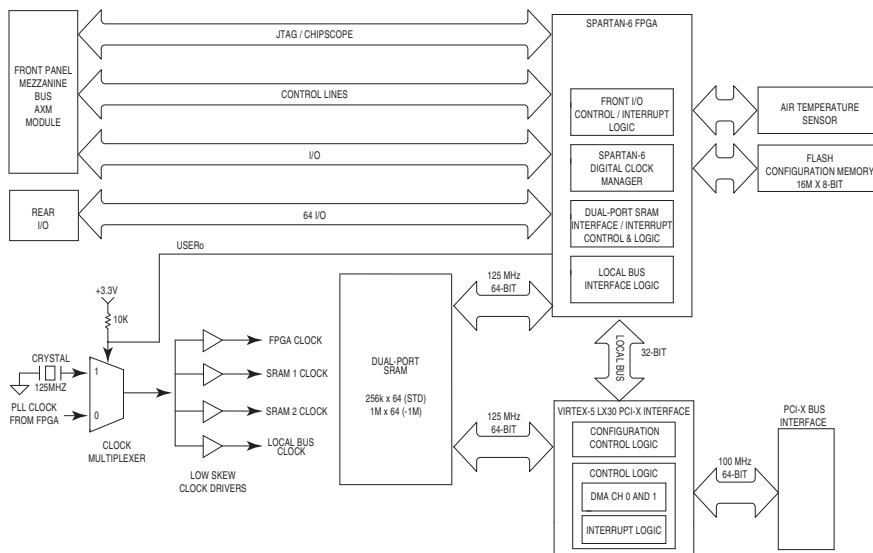 JTAG / CHIPSCOPE
SPARTAN-6 FPGA
FRONT PANEL
MEZZANINE
BUS
AXM
MODULE
CONTROL LINES
FRONT I/O
CONTROL / INTERRUPT
LOGIC
AIR TEMPERATURE
SENSOR
I/O
SPARTAN-6
DIGITAL CLOCK
MANAGER
FLASH
CONFIGURATION MEMORY
16M X 8-BIT
REAR
I/O
64 I/O
DUAL-PORT SRAM
INTERFACE / INTERRUPT
CONTROL & LOGIC
USERo
LOCAL BUS
INTERFACE LOGIC
+3.3V
10K
125 MHz
64-BIT
FPGA CLOCK
CRYSTAL
125MHZ
1
0
PLL CLOCK
FROM FPGA
SRAM 1 CLOCK
SRAM 2 CLOCK
LOCAL BUS
CLOCK
CLOCK
MULTIPLEXER
LOW SKEW
CLOCK DRIVERS
DUAL-PORT
SRAM
256k x 64 (STD)
1M x 64 (-1M)
LOCAL BUS
32-BIT
125 MHz
64-BIT
VIRTEX-5 LX30 PCI-X INTERFACE
CONFIGURATION
CONTROL LOGIC
CONTROL LOGIC
DMA CH 0 AND 1
INTERRUPT LOGIC
100 MHz
64-BIT
PCI-X BUS
INTERFACE